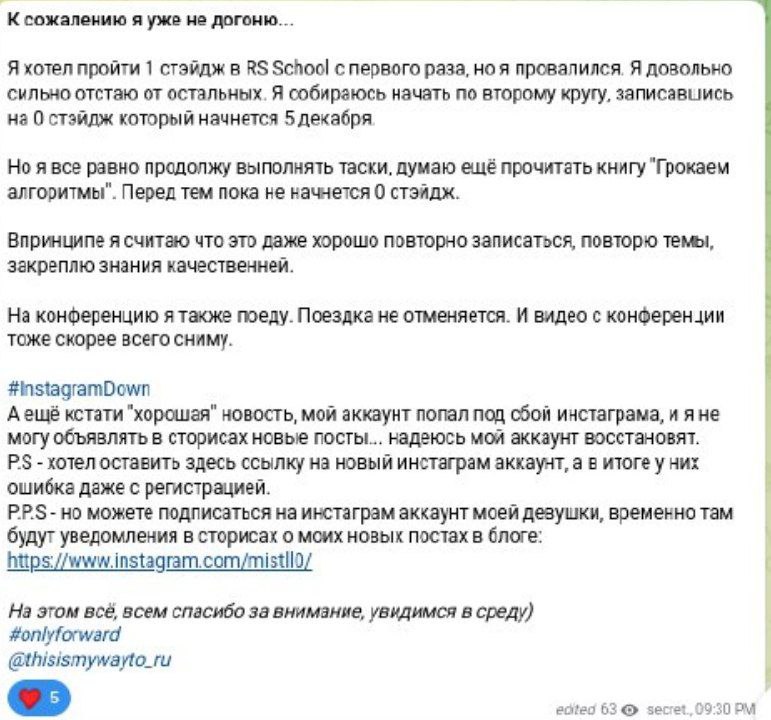 К сожалению я уже не догоню...
Я хотел пройти 1 стэйдж в RS School с первого раза, но я провалился. Я довольно
сильно отстаю от остальных. Я собираюсь начать по второму кругу, записавшись
на 0 стэйдж который начнется 5 декабря.
Но я все равно продолжу выполнять таски, думаю ещё прочитать книгу "Грокаем
алгоритмы". Перед тем пока не начнется 0 стэйдж.
Впринципе я считаю что это даже хорошо повторно записаться, повторю темы,
закреплю знания качественней.
На конференцию я также поеду. Поездка не отменяется. И видео с конференции
тоже скорее всего сниму.
#InstagramDown
А ещё кстати "хорошая" новость, мой аккаунт попал под сбой инстаграма, и я не
могу объявлять в сторисах новые посты... надеюсь мой аккаунт восстановят.
P.S - хотел оставить здесь ссылку на новый инстаграм аккаунт, а в итоге у них
ошибка даже с регистрацией.
P.P.S - но можете подписаться на инстаграм аккаунт моей девушки, временно там
будут уведомления в сторисах о моих новых постах в блоге:
https://www.instagram.com/mistll0/
На этом всё, всем спасибо за внимание, увидимся в среду)
#onlyforward
@thisismywayto_ru
5
edited 63 secret., 09:30 PM